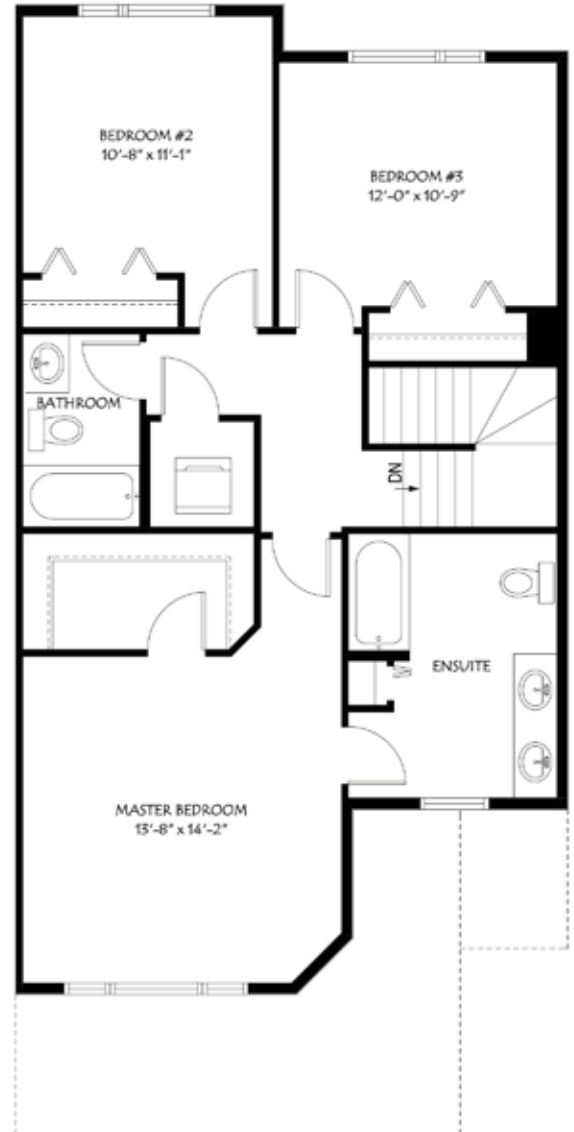 BEDROOM #2
10'-8" x 11'-1"
BEDROOM #3
12'-0" x 10'-9"
BATHROOM
DN
ENSUITE
MASTER BEDROOM
13'-8" x 14'-2"